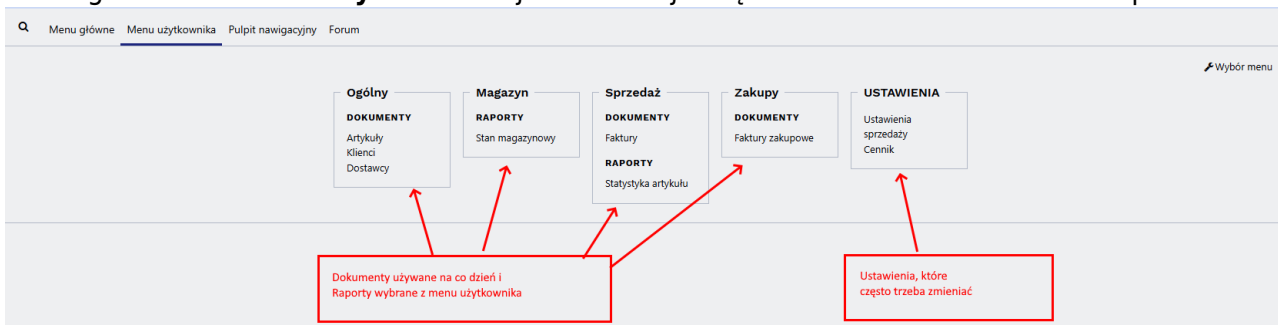 Menu główne Menu użytkownika Pulpit nawigacyjny Forum
Wybór menu
Ogólny
DOKUMENTY
Artykuły
Klienci
Dostawcy
Magazyn
RAPORTY
Stan magazynowy
Sprzedaż
DOKUMENTY
Faktury
RAPORTY
Statystyka artykułu
Zakupy
DOKUMENTY
Faktury zakupowe
USTAWIENIA
Ustawienia
sprzedaży
Cennik
Dokumenty używane na co dzień i
Raporty wybrane z menu użytkownika
Ustawienia, które
często trzeba zmieniać